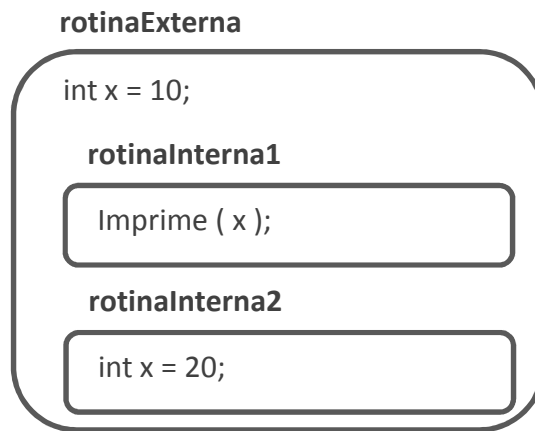 rotinaExterna
int x = 10;
rotinaInterna1
Imprime ( x );
rotinaInterna2
int x = 20;